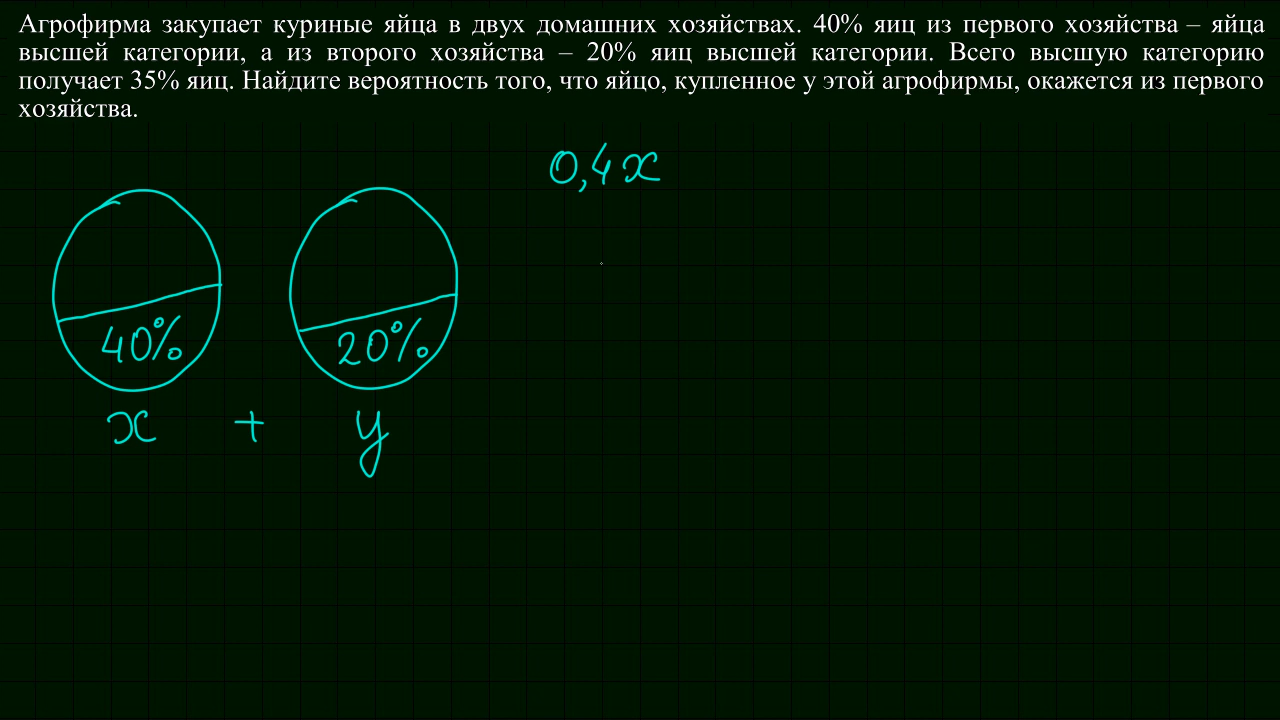 Агрофирма закупает куриные яйца в двух домашних хозяйствах. 40% яиц из первого хозяйства – яйца
высшей категории, а из второго хозяйства – 20% яиц высшей категории. Всего высшую категорию
получает 35% яиц. Найдите вероятность того, что яйцо, купленное у этой агрофирмы, окажется из первого
хозяйства.
0,4x
40% 20%
x + y